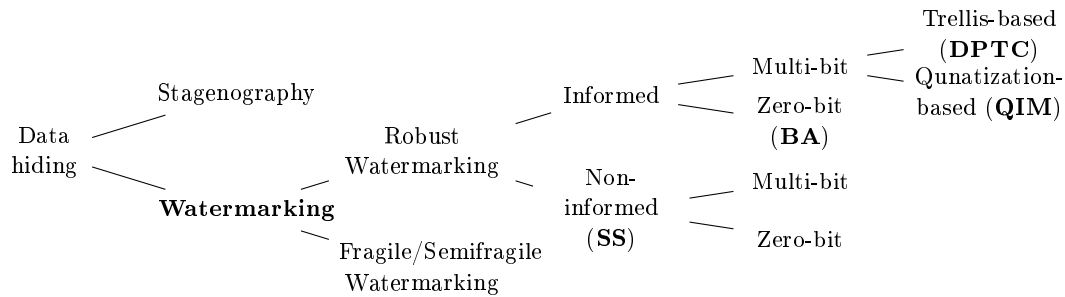 Data
hiding
Stagenography
Watermarking
Robust
Watermarking
Fragile/Semifragile
Watermarking
Informed
Non-
informed
(SS)
Multi-bit
Zero-bit
(BA)
Multi-bit
Zero-bit
Trellis-based
(DPTC)
Qunatization-
based (QIM)